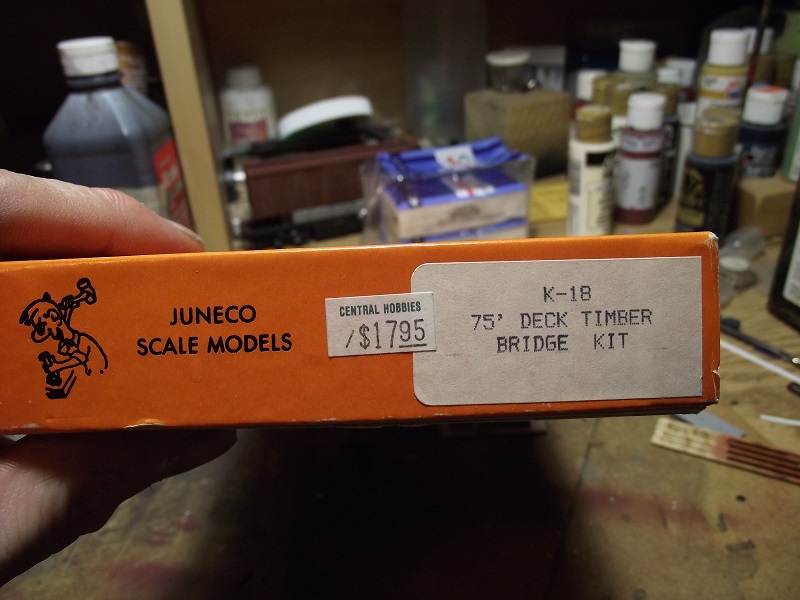 JUNECO
SCALE MODELS
CENTRAL HOBBIES
/$1795
K-18
75' DECK TIMBER
BRIDGE KIT